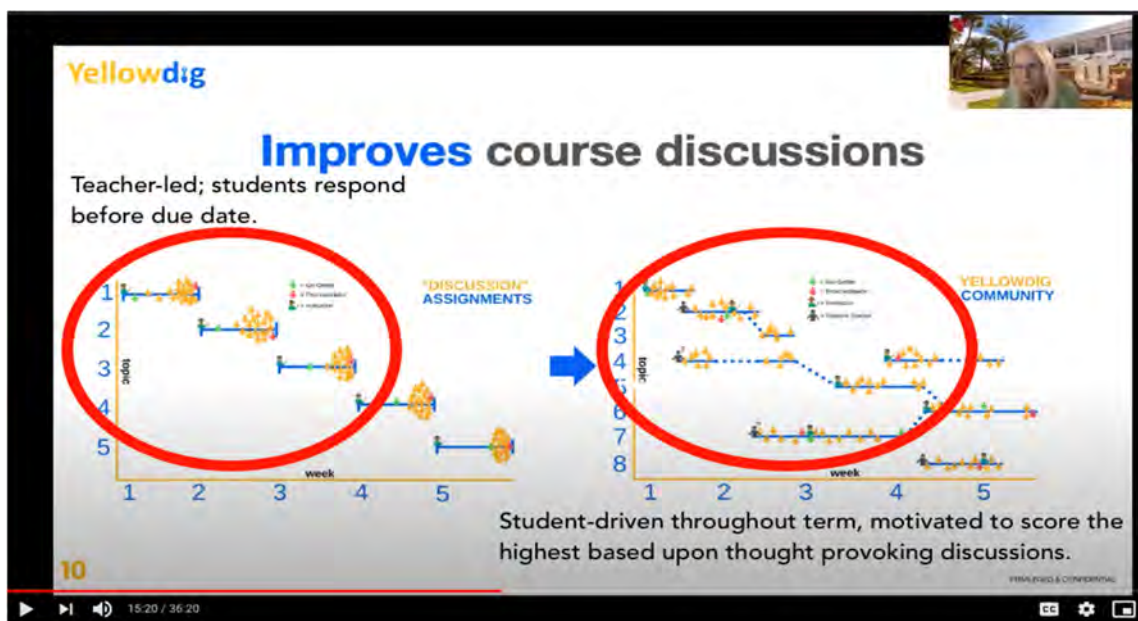 Yellowdig
Improves course discussions
Teacher-led; students respond
before due date.
"DISCUSSION"
ASSIGNMENTS
1
2
3
4
5
topic
week
1 2 3 4 5
YELLOWDIG
COMMUNITY
1
2
3
4
5
6
7
8
topic
week
1 2 3 4 5
Student-driven throughout term, motivated to score the
highest based upon thought provoking discussions.
10
15:20 / 36:20
CC